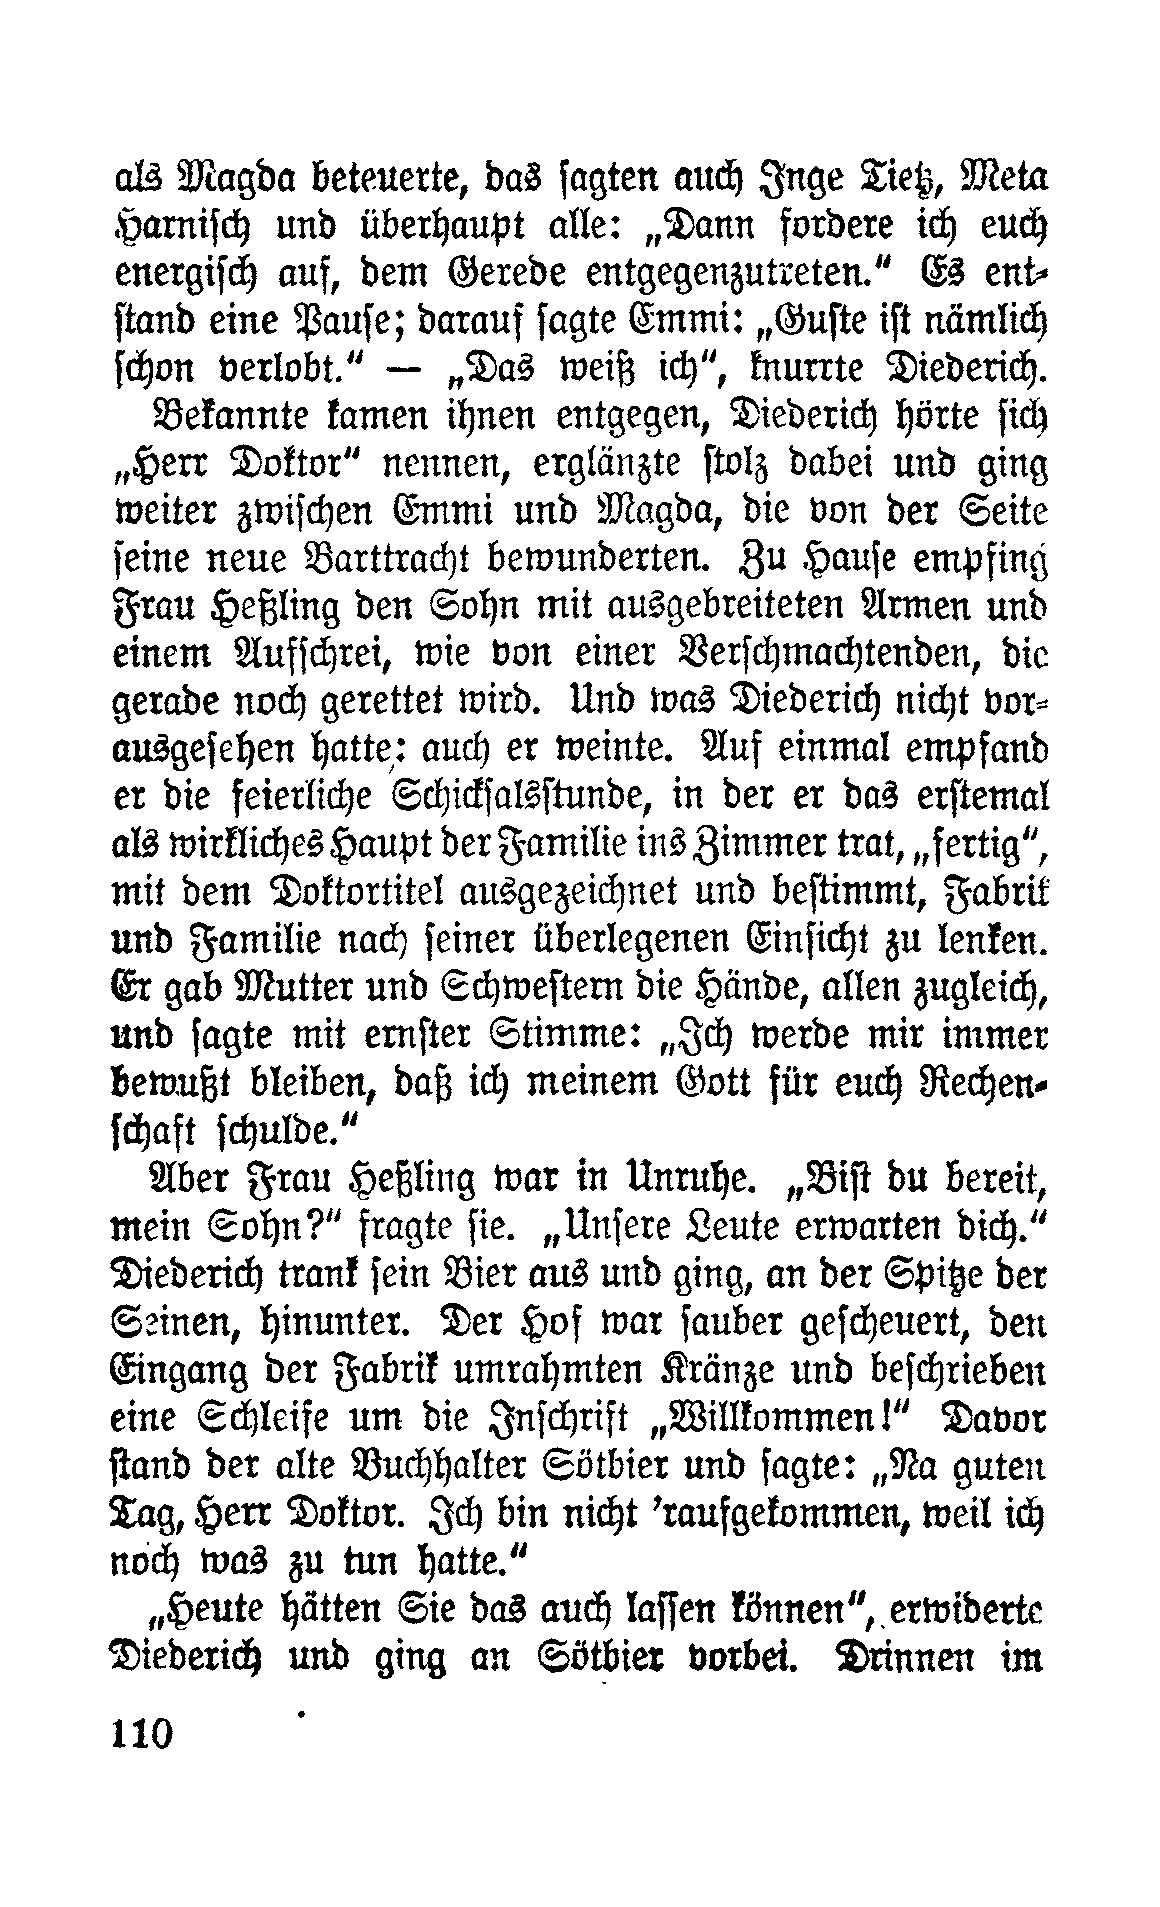 als Magda beteuerte, das sagten auch Inge Tietz, Meta
Harnisch und überhaupt alle: „Dann fordere ich euch
energisch auf, dem Gerede entgegenzutreten.“ Es ent-
stand eine Pause; darauf sagte Emmi: „Guste ist nämlich
schon verlobt.“ — „Das weiß ich“, knurrte Diederich.
Bekannte kamen ihnen entgegen, Diederich hörte sich
„Herr Doktor“ nennen, erglänzte stolz dabei und ging
weiter zwischen Emmi und Magda, die von der Seite
seine neue Barttracht bewunderten. Zu Hause empfing
Frau Heßling den Sohn mit ausgebreiteten Armen und
einem Aufschrei, wie von einer Verschmachtenden, die
gerade noch gerettet wird. Und was Diederich nicht vor-
ausgesehen hatte: auch er weinte. Auf einmal empfand
er die feierliche Schicksalsstunde, in der er das erstemal
als wirkliches Haupt der Familie ins Zimmer trat, „fertig“,
mit dem Doktortitel ausgezeichnet und bestimmt, Fabrik
und Familie nach seiner überlegenen Einsicht zu lenken.
Er gab Mutter und Schwestern die Hände, allen zugleich,
und sagte mit ernster Stimme: „Ich werde mir immer
bewußt bleiben, daß ich meinem Gott für euch Rechen-
schaft schulde.“
Aber Frau Heßling war in Unruhe. „Bist du bereit,
mein Sohn?“ fragte sie. „Unsere Leute erwarten dich.“
Diederich trank sein Bier aus und ging, an der Spitze der
Seinen, hinunter. Der Hof war sauber gescheuert, den
Eingang der Fabrik umrahmten Kränze und beschrieben
eine Schleife um die Inschrift „Willkommen!“ Davor
stand der alte Buchhalter Sötbier und sagte: „Na guten
Tag, Herr Doktor. Ich bin nicht ’raufgekommen, weil ich
noch was zu tun hatte.“
„Heute hätten Sie das auch lassen können“, erwiderte
Diederich und ging an Sötbier vorbei. Drinnen im
110